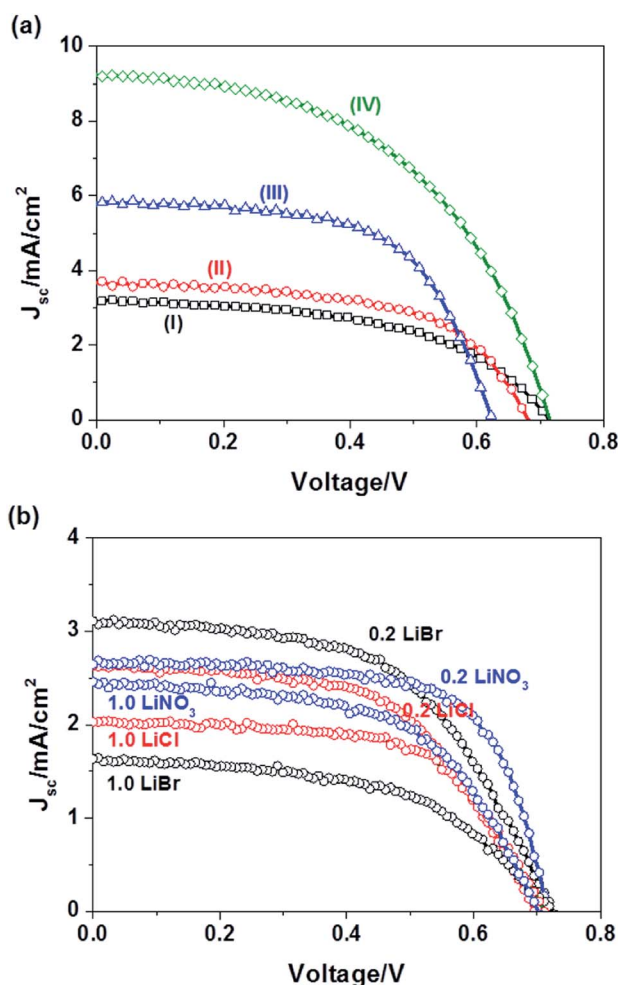 (a)
10
8
6
4
2
0
J_sc/mA/cm²
(IV)
(III)
(II)
(I)
0.0 0.2 0.4 0.6 0.8
Voltage/V
(b)
4
3
2
1
0
J_sc/mA/cm²
0.2 LiBr
0.2 LiNO₃
0.2 LiCl
1.0 LiNO₃
1.0 LiCl
1.0 LiBr
0.0 0.2 0.4 0.6 0.8
Voltage/V